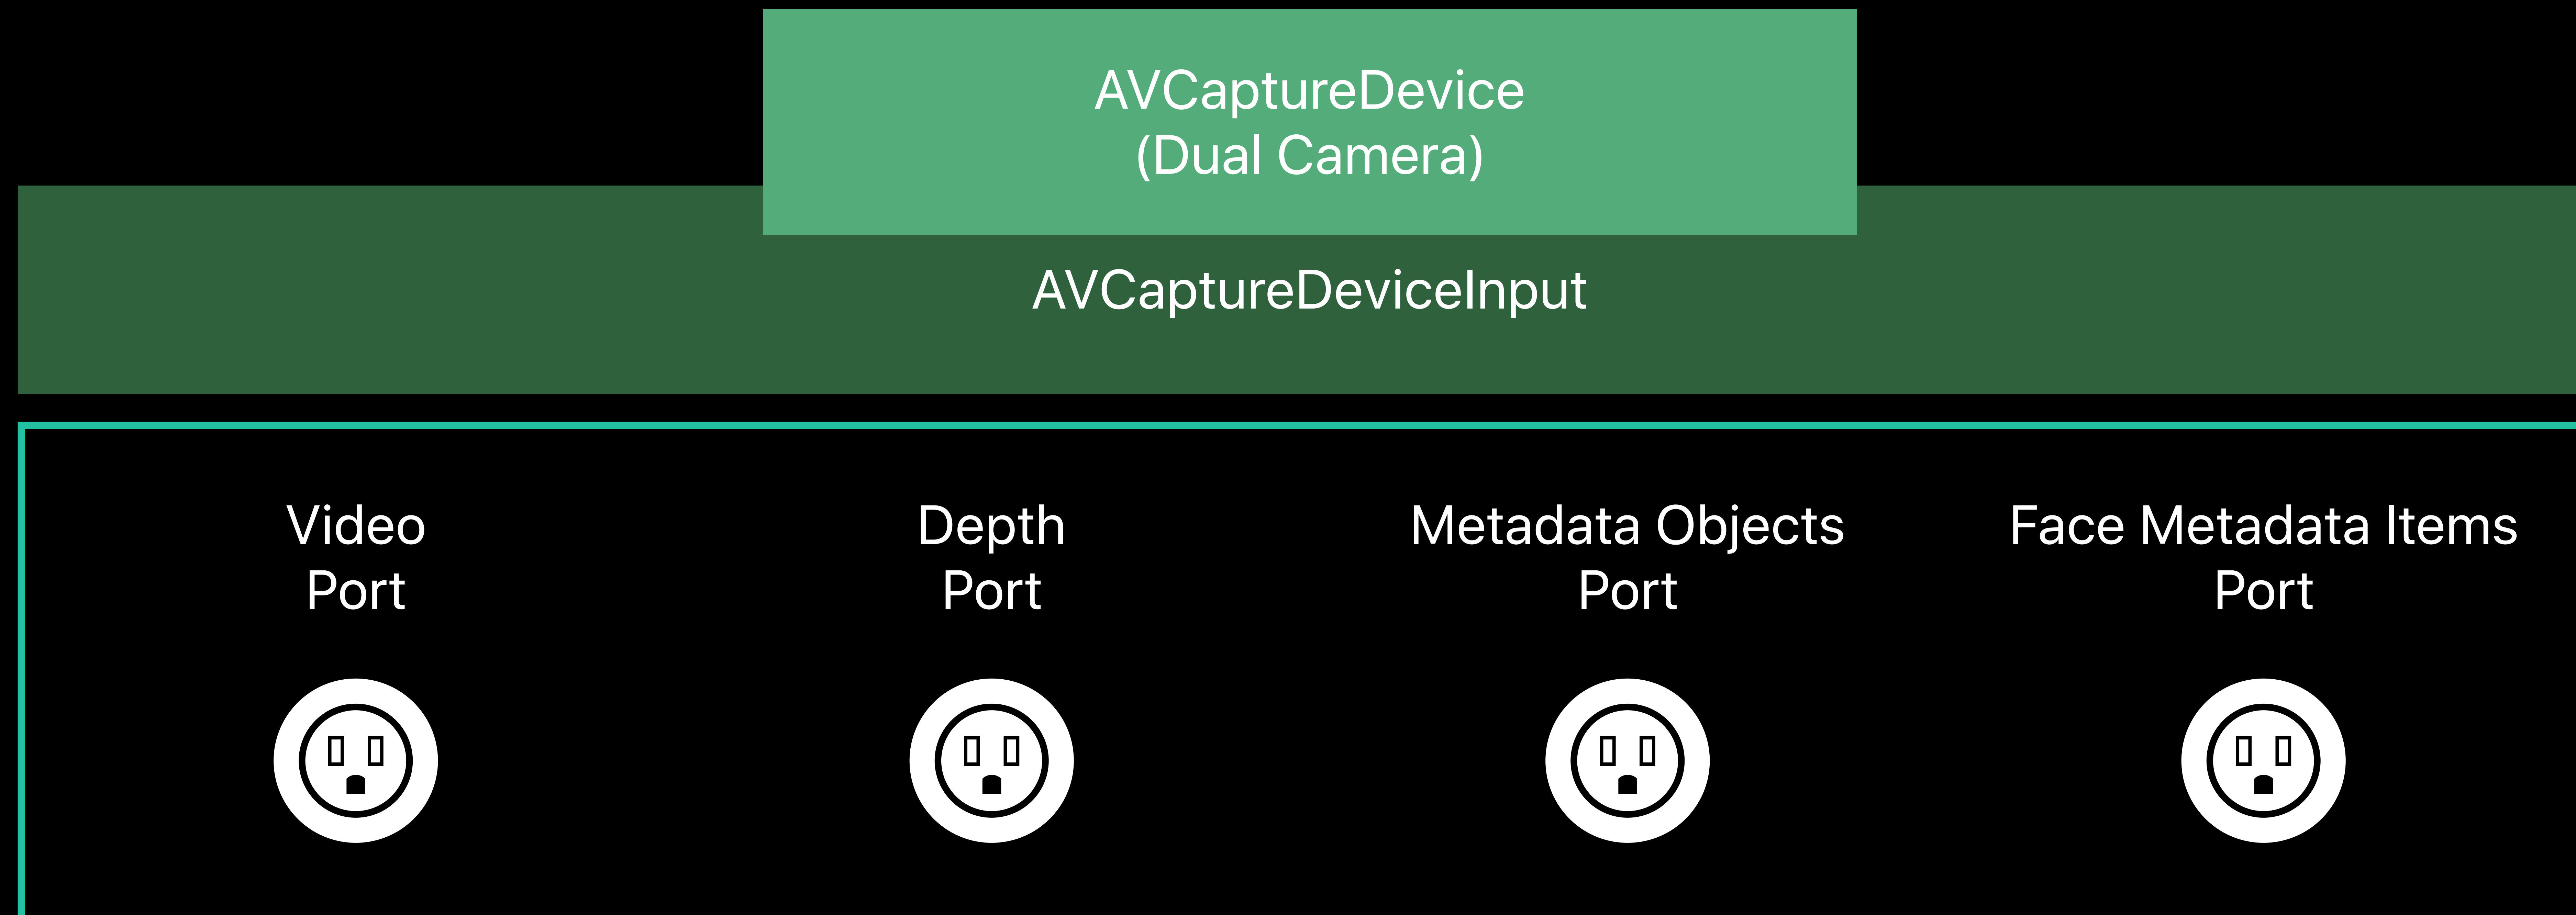 AVCaptureDevice
(Dual Camera)
AVCaptureDeviceInput
Video
Port
Depth
Port
Metadata Objects
Port
Face Metadata Items
Port